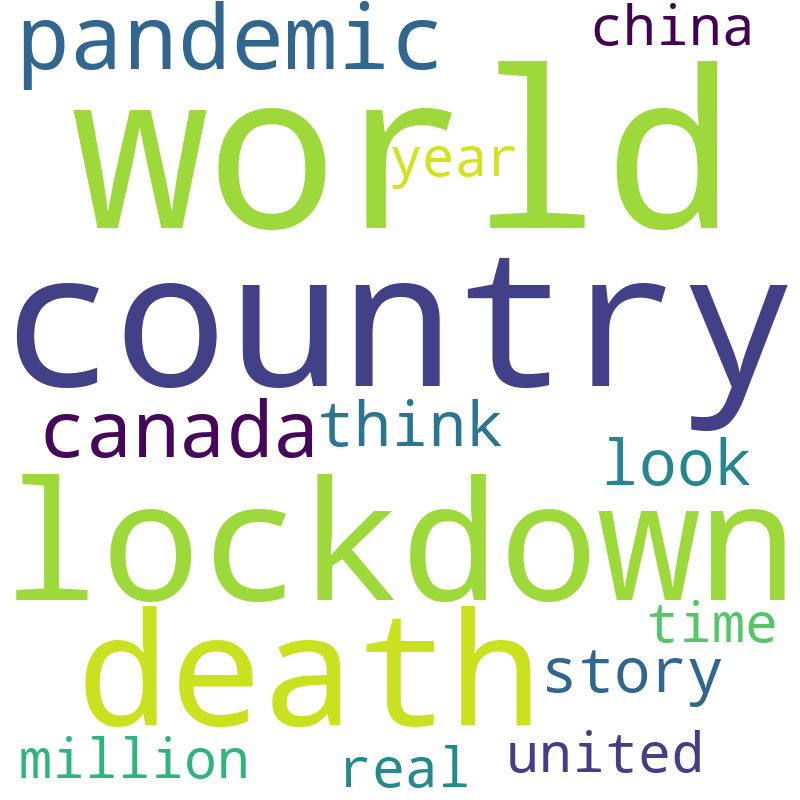 pandemic china
world
year
country
canada think
look
lockdown
time
death
story
million real united